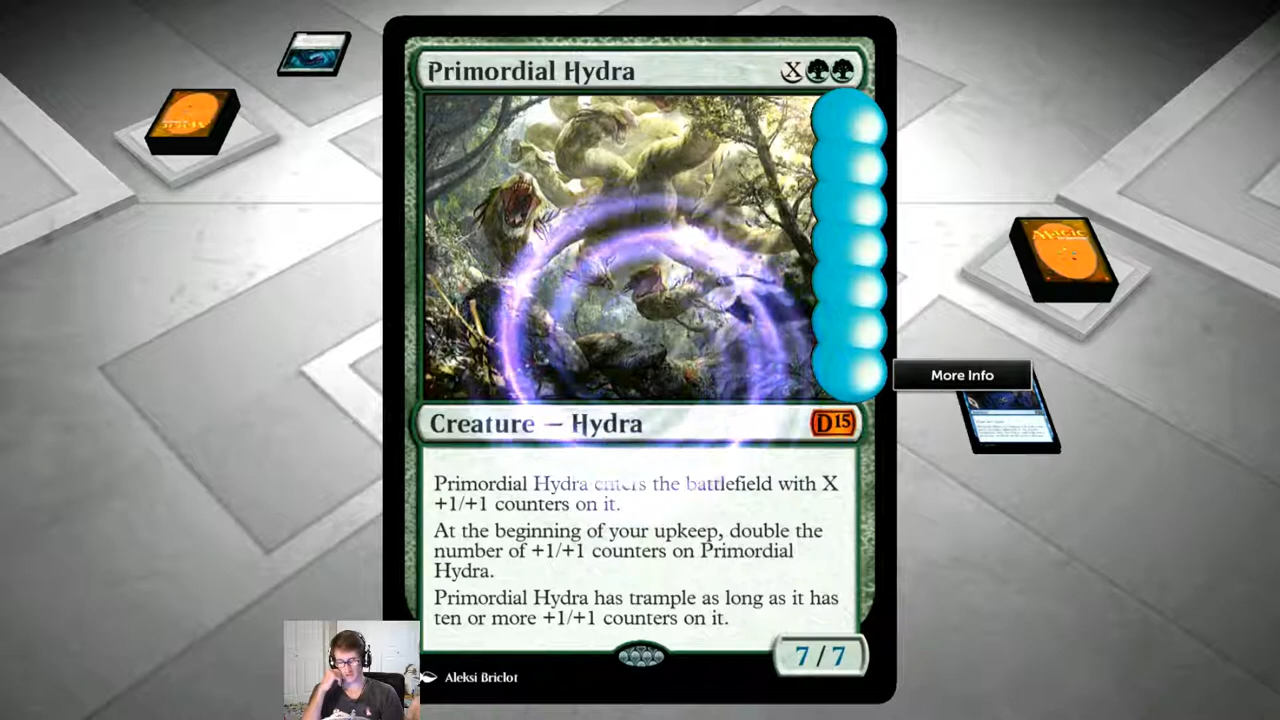 Primordial Hydra X
MAGIC
More Info
Creature — Hydra D15
Primordial Hydra enters the battlefield with X
+1/+1 counters on it.
At the beginning of your upkeep, double the
number of +1/+1 counters on Primordial
Hydra.
Primordial Hydra has trample as long as it has
ten or more +1/+1 counters on it.
7/7
Aleksi Briclot